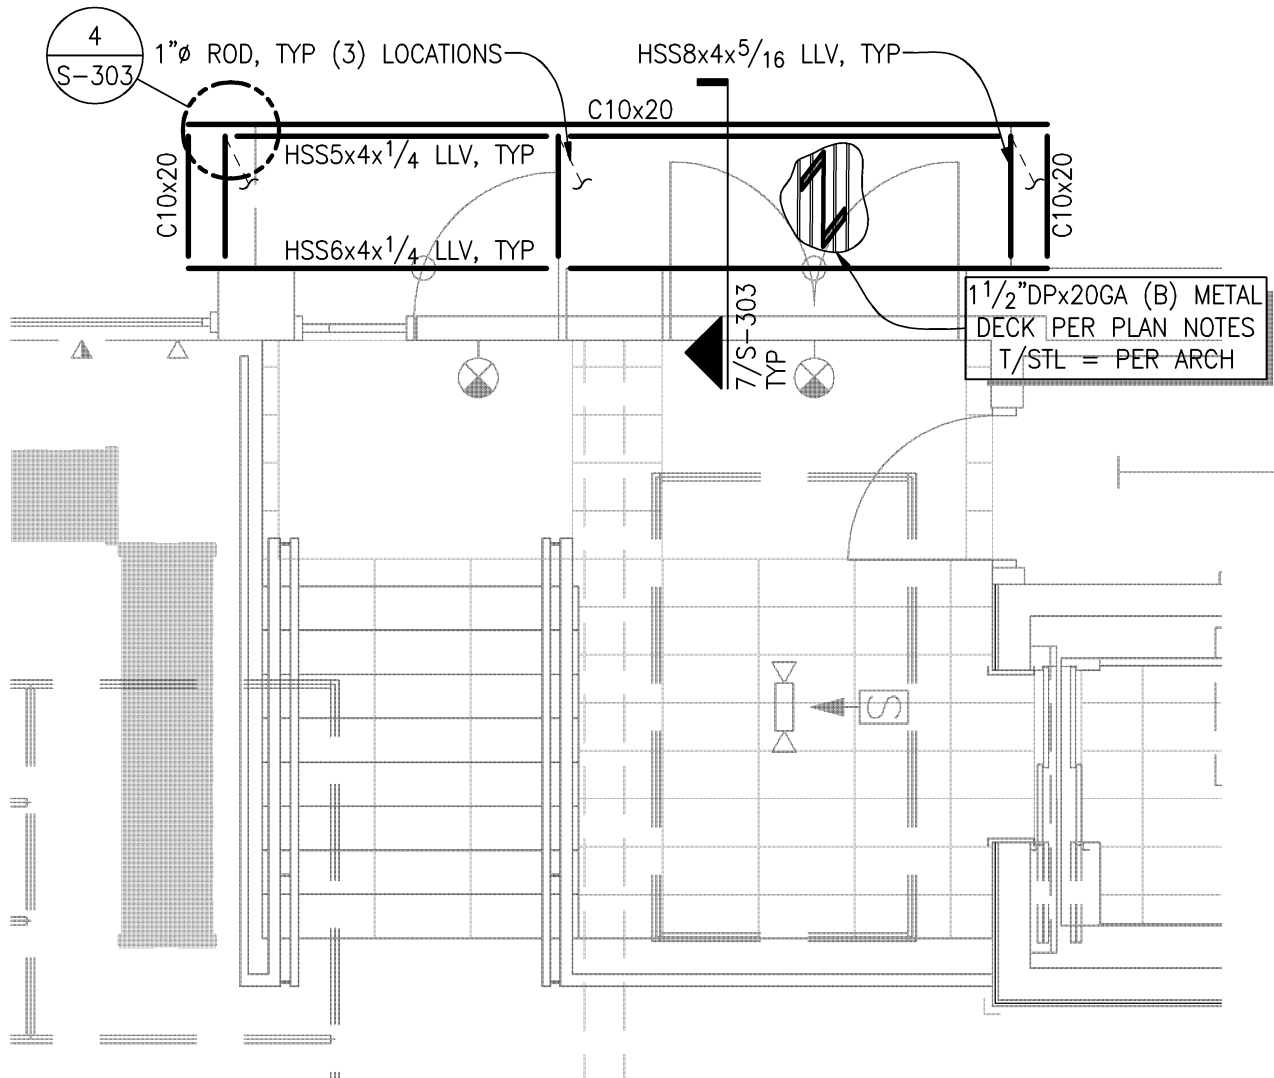 4
S-303
1"ø ROD, TYP (3) LOCATIONS
HSS8x4x5/16 LLV, TYP
C10x20
HSS5x4x1/4 LLV, TYP
C10x20
C10x20
HSS6x4x1/4 LLV, TYP
1 1/2"DPx20GA (B) METAL
DECK PER PLAN NOTES
T/STL = PER ARCH
7/S-303
TYP
S